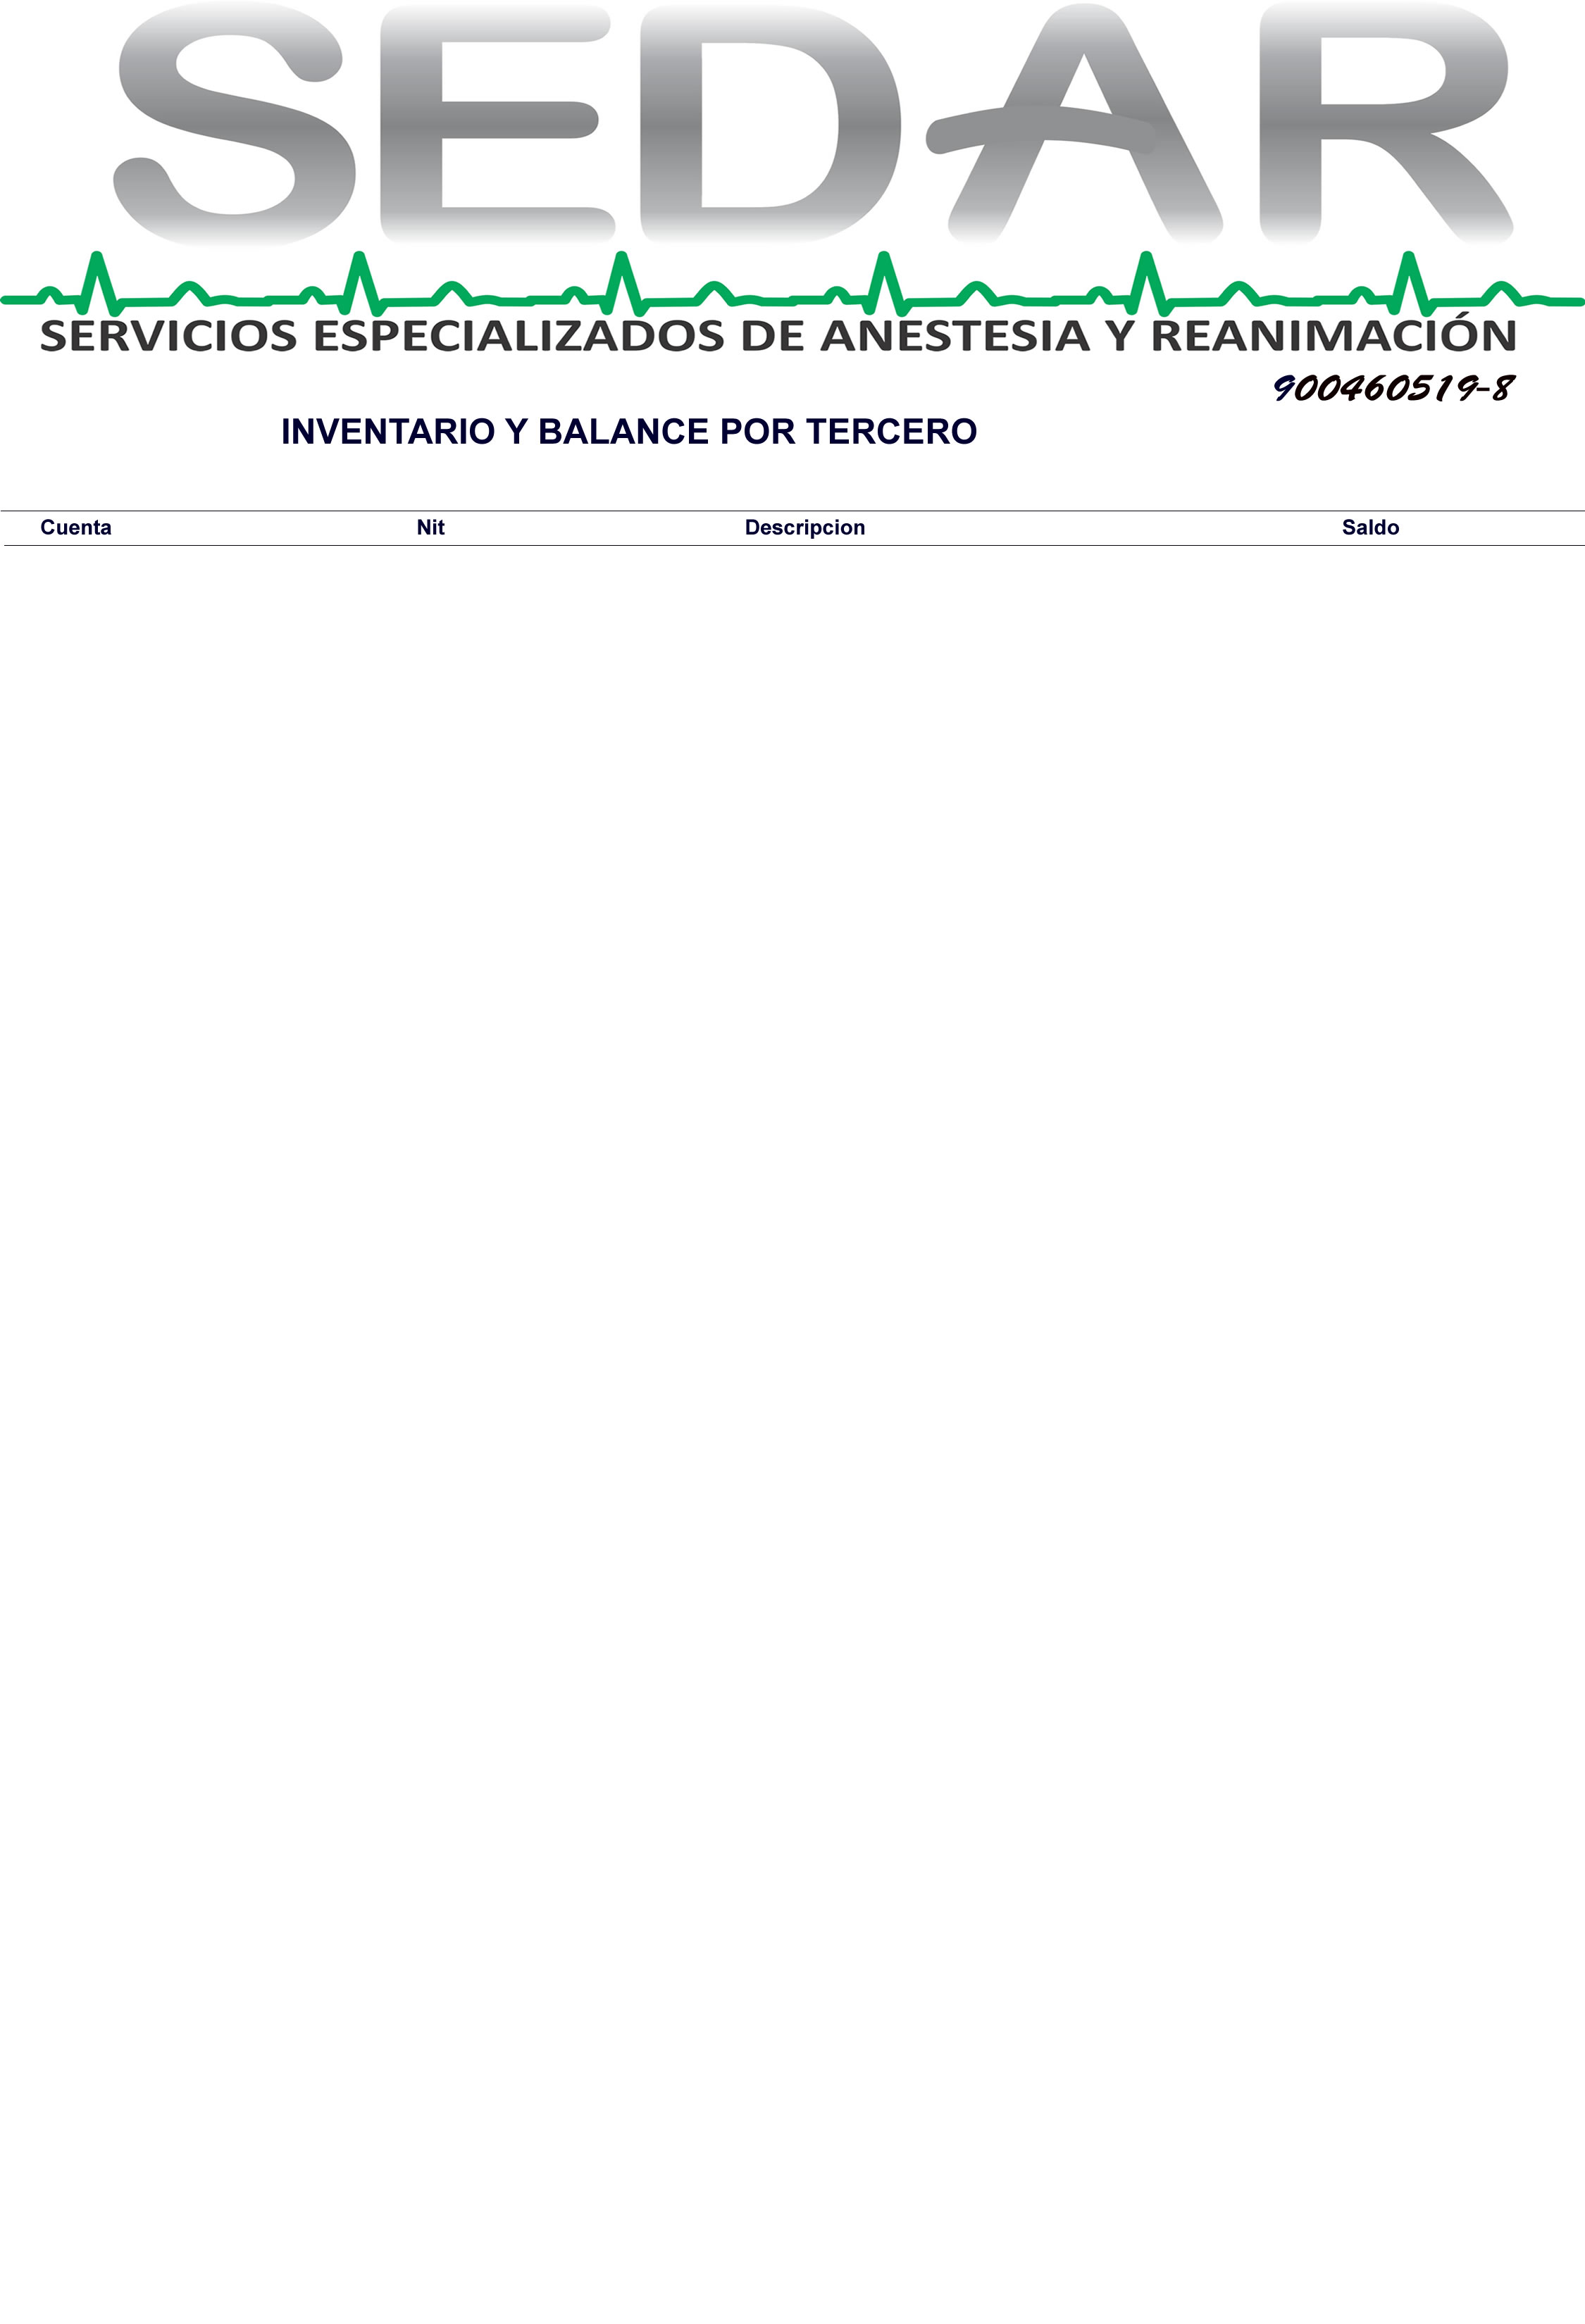 SEDAR
SERVICIOS ESPECIALIZADOS DE ANESTESIA Y REANIMACIÓN
900460519-8
INVENTARIO Y BALANCE POR TERCERO
Cuenta Nit Descripcion Saldo